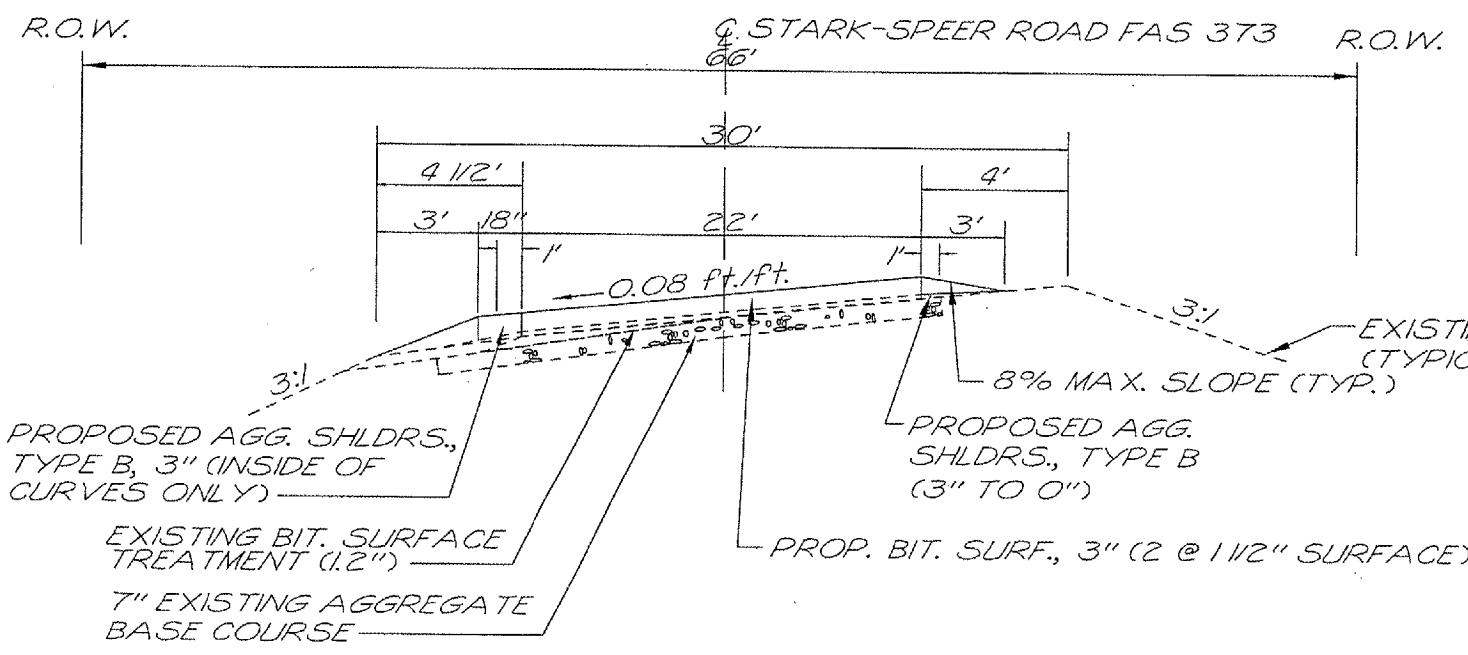 R.O.W.
℄ STARK-SPEER ROAD FAS 373
R.O.W.
66'
30'
4 1/2'
4'
3'
18"
22'
3'
1'
1'
0.08 ft./ft.
3:1
3:1
EXISTI
(TYPIC
8% MAX. SLOPE (TYP.)
PROPOSED AGG. SHLDRS.,
TYPE B, 3" (INSIDE OF
CURVES ONLY)
PROPOSED AGG.
SHLDRS., TYPE B
(3" TO 0")
EXISTING BIT. SURFACE
TREATMENT (1.2")
PROP. BIT. SURF., 3" (2 @ 1 1/2" SURFACE)
7" EXISTING AGGREGATE
BASE COURSE